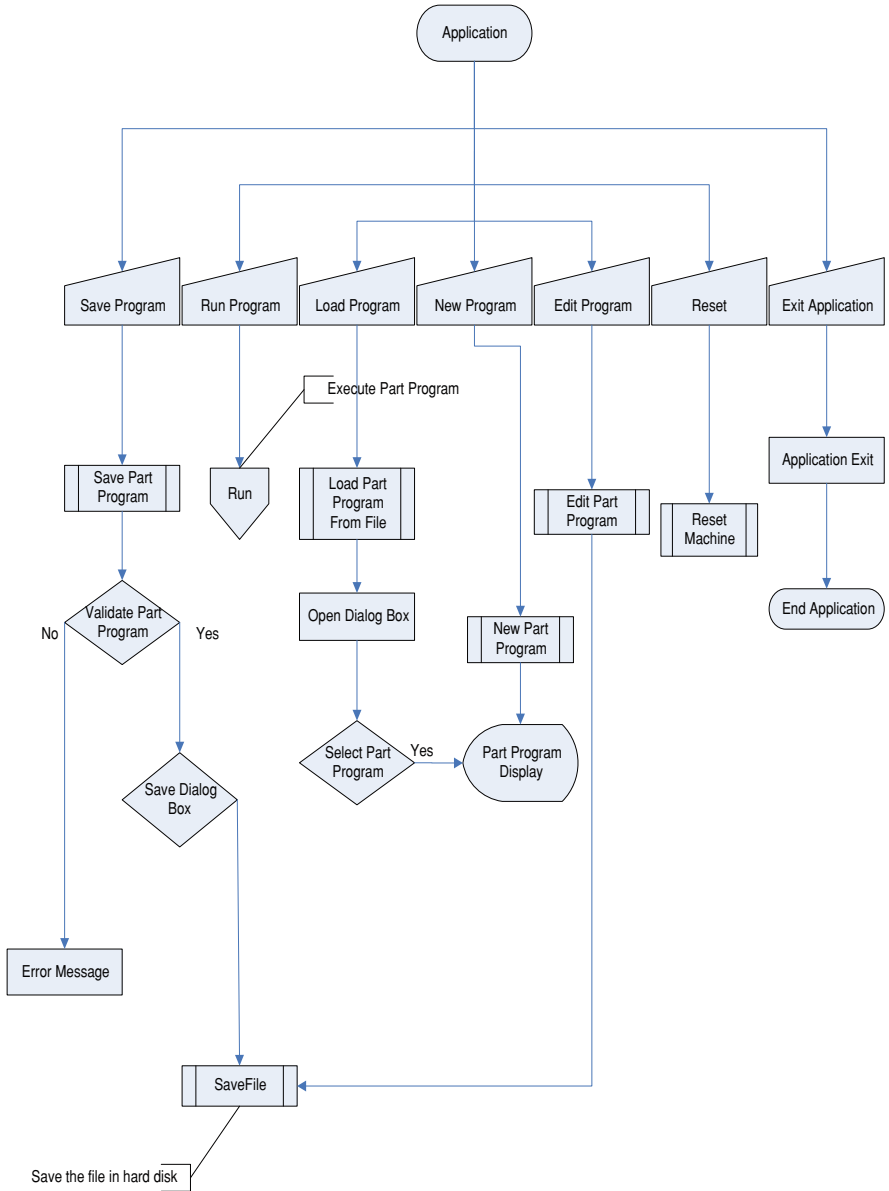 Application
Save Program
Run Program
Load Program
New Program
Edit Program
Reset
Exit Application
Execute Part Program
Save Part
Program
Run
Load Part
Program
From File
Edit Part
Program
Reset
Machine
Application Exit
Validate Part
Program
No
Yes
Open Dialog Box
New Part
Program
End Application
Select Part
Program
Yes
Part Program
Display
Save Dialog
Box
Error Message
SaveFile
Save the file in hard disk